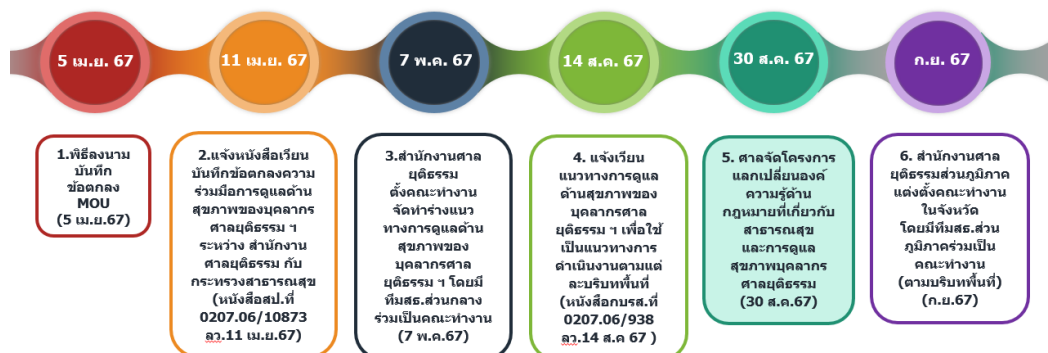 5 เม.ย. 67
11 เม.ย. 67
7 พ.ค. 67
14 ส.ค. 67
30 ส.ค. 67
ก.ย. 67
1.พิธีลงนาม
บันทึก
ข้อตกลง
MOU
(5 เม.ย.67)
2.แจ้งหนังสือเวียน
บันทึกข้อตกลงความ
ร่วมมือการดูแลด้าน
สุขภาพของบุคลากร
ศาลยุติธรรม ฯ
ระหว่าง สำนักงาน
ศาลยุติธรรม กับ
กระทรวงสาธารณสุข
(หนังสือสป.ที่
0207.06/10873
ลว.11 เม.ย.67)
3.สำนักงานศาล
ยุติธรรม
ตั้งคณะทำงาน
จัดทำร่างแนว
ทางการดูแลด้าน
สุขภาพของ
บุคลากรศาล
ยุติธรรม ฯ โดยมี
ทีมสธ.ส่วนกลาง
ร่วมเป็นคณะทำงาน
(7 พ.ค.67)
4. แจ้งเวียน
แนวทางการดูแล
ด้านสุขภาพของ
บุคลากรศาล
ยุติธรรม ฯ เพื่อใช้
เป็นแนวทางการ
ดำเนินงานตามแต่
ละบริบทพื้นที่
(หนังสือกบรส.ที่
0207.06/938
ลว.14 ส.ค 67 )
5. ศาลจัดโครงการ
แลกเปลี่ยนองค์
ความรู้ด้าน
กฎหมายที่เกี่ยวกับ
สาธารณสุข
และการดูแล
สุขภาพบุคลากร
ศาลยุติธรรม
(30 ส.ค.67)
6. สำนักงานศาล
ยุติธรรมส่วนภูมิภาค
แต่งตั้งคณะทำงาน
ในจังหวัด
โดยมีทีมสธ.ส่วน
ภูมิภาคร่วมเป็น
คณะทำงาน
(ตามบริบทพื้นที่)
(ก.ย.67)